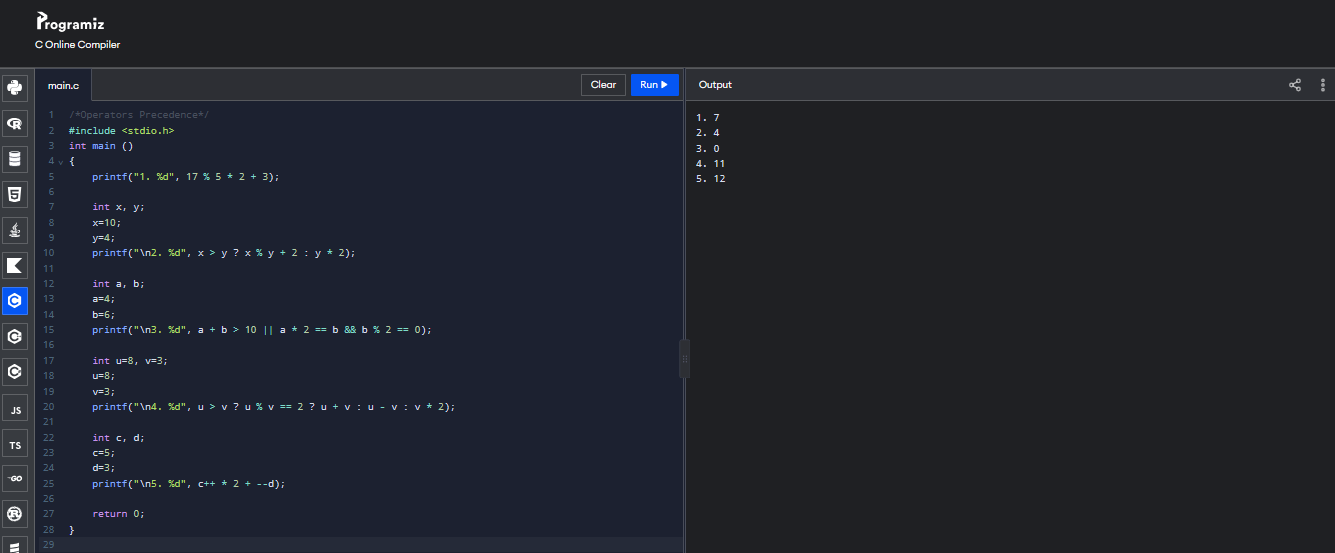 Programiz
C Online Compiler
main.c
Clear
Run
Output
1 /*Operators Precedence*/
2 #include <stdio.h>
3 int main ()
4 {
5 printf("1. %d", 17 % 5 * 2 + 3);
6
7 int x, y;
8 x=10;
9 y=4;
10 printf("\n2. %d", x > y ? x % y + 2 : y * 2);
11
12 int a, b;
13 a=4;
14 b=6;
15 printf("\n3. %d", a + b > 10 || a * 2 == b && b % 2 == 0);
16
17 int u=8, v=3;
18 u=8;
19 v=3;
20 printf("\n4. %d", u > v ? u % v == 2 ? u + v : u - v : v * 2);
21
22 int c, d;
23 c=5;
24 d=3;
25 printf("\n5. %d", c++ * 2 + --d);
26
27 return 0;
28 }
29
1. 7
2. 4
3. 0
4. 11
5. 12
R
5
C
C
C
JS
TS
GO
R